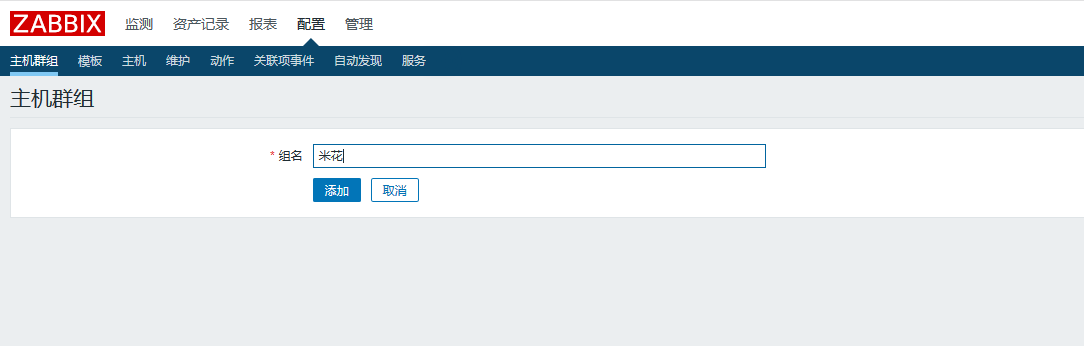 ZABBIX 监测 资产记录 报表 配置 管理
主机群组 模板 主机 维护 动作 关联项事件 自动发现 服务
主机群组
* 组名 米花
添加 取消